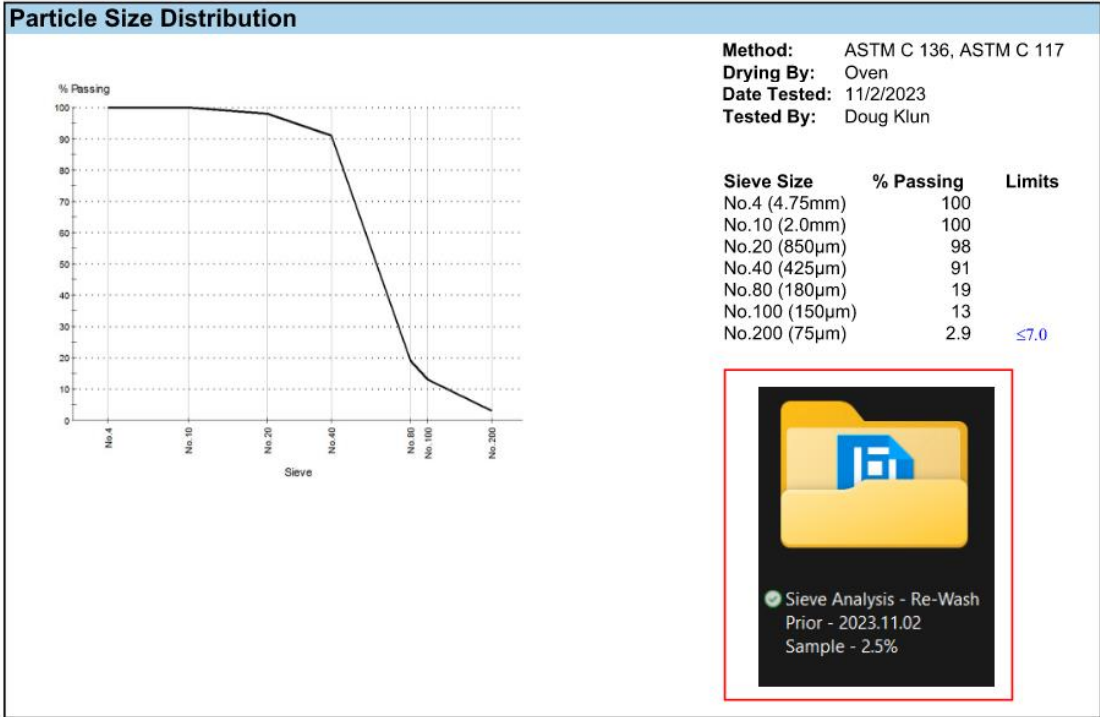 Particle Size Distribution
Method: ASTM C 136, ASTM C 117
Drying By: Oven
Date Tested: 11/2/2023
Tested By: Doug Klun
% Passing
100
90
80
70
60
50
40
30
20
10
0
No.4
No.10
No.20
No.40
No.80
No.100
No.200
Sieve
Sieve Size % Passing Limits
No.4 (4.75mm) 100
No.10 (2.0mm) 100
No.20 (850µm) 98
No.40 (425µm) 91
No.80 (180µm) 19
No.100 (150µm) 13
No.200 (75µm) 2.9 ≤7.0
Sieve Analysis - Re-Wash
Prior - 2023.11.02
Sample - 2.5%